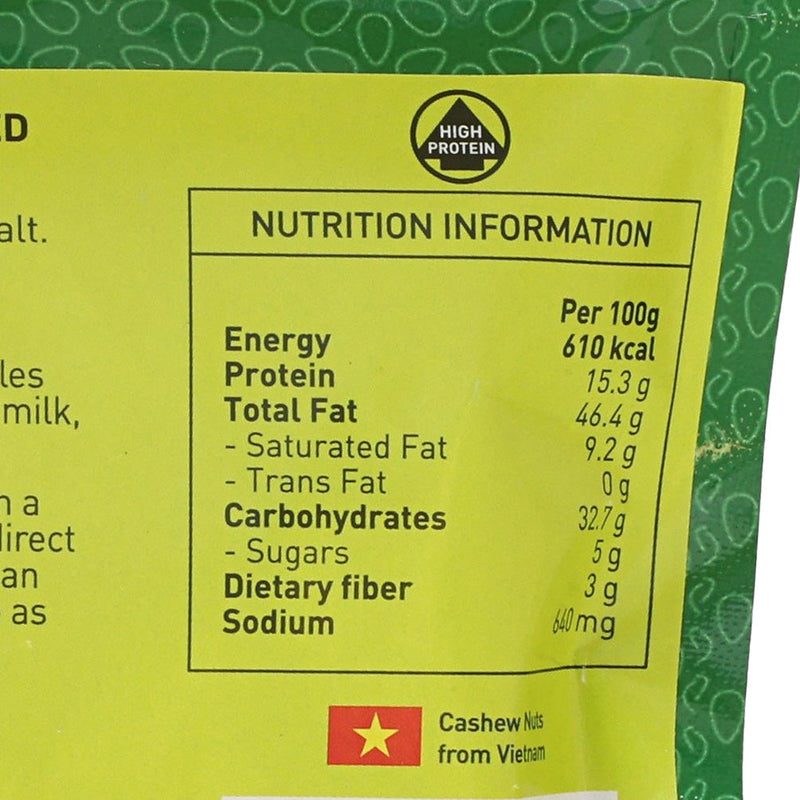 ED
HIGH
PROTEIN
alt.
NUTRITION INFORMATION
Per 100g
Energy 610 kcal
Protein 15.3 g
Total Fat 46.4 g
- Saturated Fat 9.2 g
- Trans Fat 0 g
Carbohydrates 32.7 g
- Sugars 5 g
Dietary fiber 3 g
Sodium 640 mg
les
milk,
n a
direct
an
as
Cashew Nuts
from Vietnam